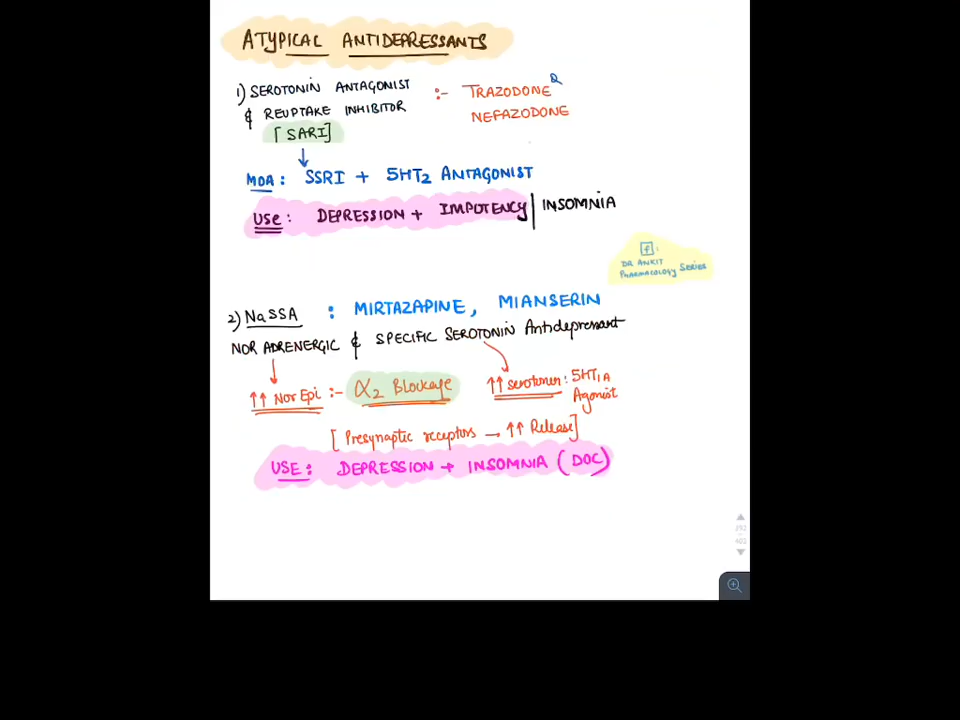 ATYPICAL ANTIDEPRESSANTS
1) SEROTONIN ANTAGONIST
& REUPTAKE INHIBITOR
[SARI]
:- TRAZODONE Q
NEFAZODONE
MOA: SSRI + 5HT2 ANTAGONIST
USE: DEPRESSION + IMPOTENCY | INSOMNIA
f
DR ANKIT
PHARMACOLOGY SERIES
2) NaSSA : MIRTAZAPINE, MIANSERIN
NOR ADRENERGIC & SPECIFIC SEROTONIN Antidepressant
↑↑ Nor Epi :- α2 Blockage
↑↑ serotonin: 5HT1A
Agonist
[Presynaptic receptors → ↑↑ Release]
USE: DEPRESSION + INSOMNIA (DOC)